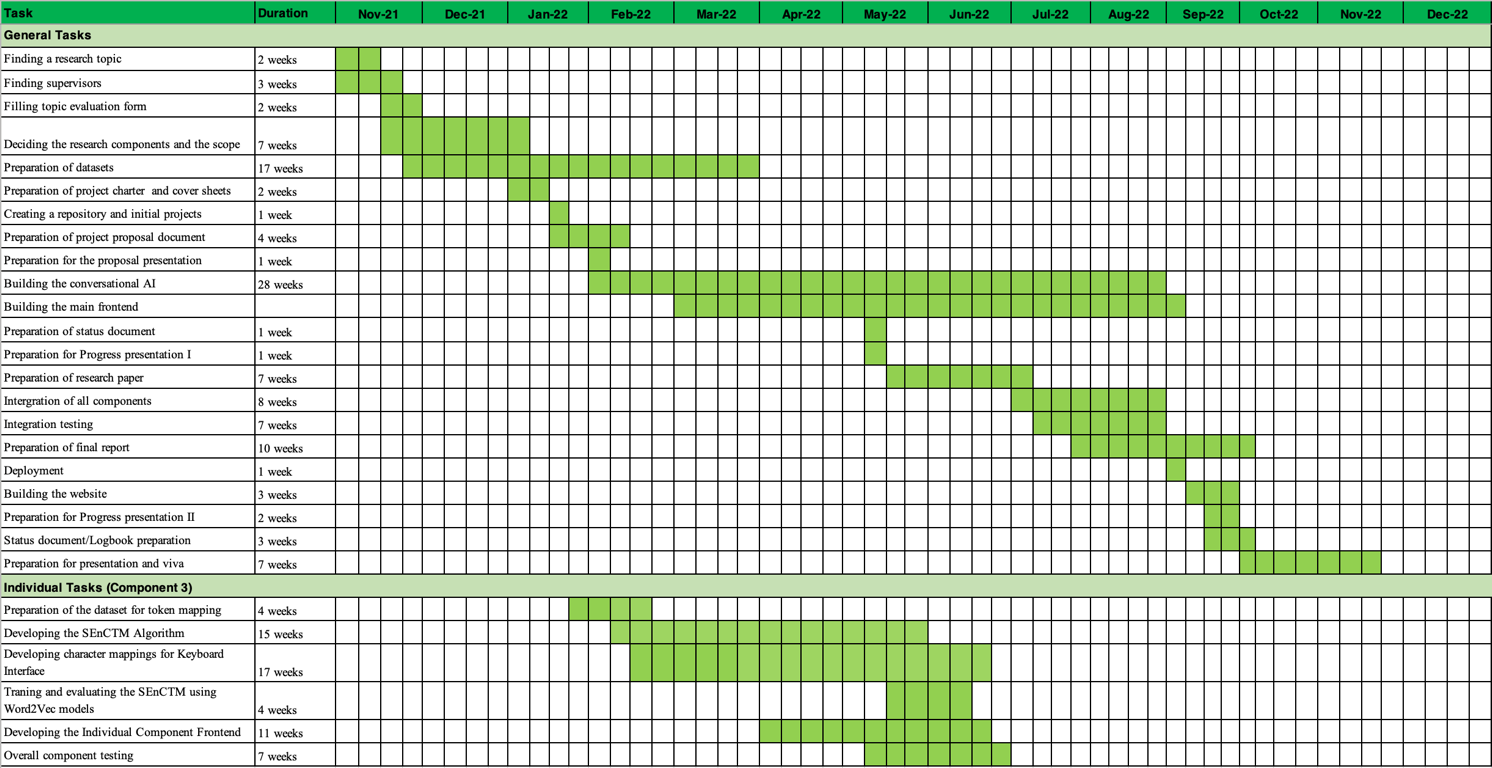 Task Duration Nov-21 Dec-21 Jan-22 Feb-22 Mar-22 Apr-22 May-22 Jun-22 Jul-22 Aug-22 Sep-22 Oct-22 Nov-22 Dec-22
General Tasks
Finding a research topic 2 weeks
Finding supervisors 3 weeks
Filling topic evaluation form 2 weeks
Deciding the research components and the scope 7 weeks
Preparation of datasets 17 weeks
Preparation of project charter and cover sheets 2 weeks
Creating a repository and initial projects 1 week
Preparation of project proposal document 4 weeks
Preparation for the proposal presentation 1 week
Building the conversational AI 28 weeks
Building the main frontend
Preparation of status document 1 week
Preparation for Progress presentation I 1 week
Preparation of research paper 7 weeks
Intergration of all components 8 weeks
Integration testing 7 weeks
Preparation of final report 10 weeks
Deployment 1 week
Building the website 3 weeks
Preparation for Progress presentation II 2 weeks
Status document/Logbook preparation 3 weeks
Preparation for presentation and viva 7 weeks
Individual Tasks (Component 3)
Preparation of the dataset for token mapping 4 weeks
Developing the SEnCTM Algorithm 15 weeks
Developing character mappings for Keyboard
Interface 17 weeks
Traning and evaluating the SEnCTM using
Word2Vec models 4 weeks
Developing the Individual Component Frontend 11 weeks
Overall component testing 7 weeks